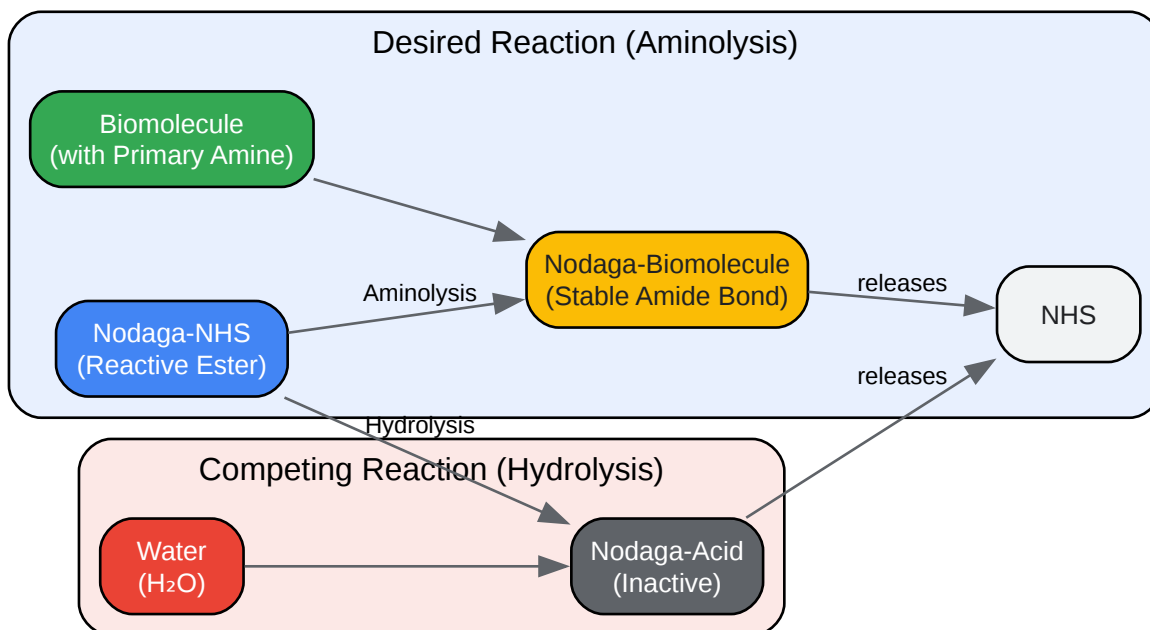 Desired Reaction (Aminolysis)
Biomolecule
(with Primary Amine)
Nodaga-Biomolecule
(Stable Amide Bond)
releases
NHS
Aminolysis
Nodaga-NHS
(Reactive Ester)
releases
Hydrolysis
Competing Reaction (Hydrolysis)
Water
(H₂O)
Nodaga-Acid
(Inactive)